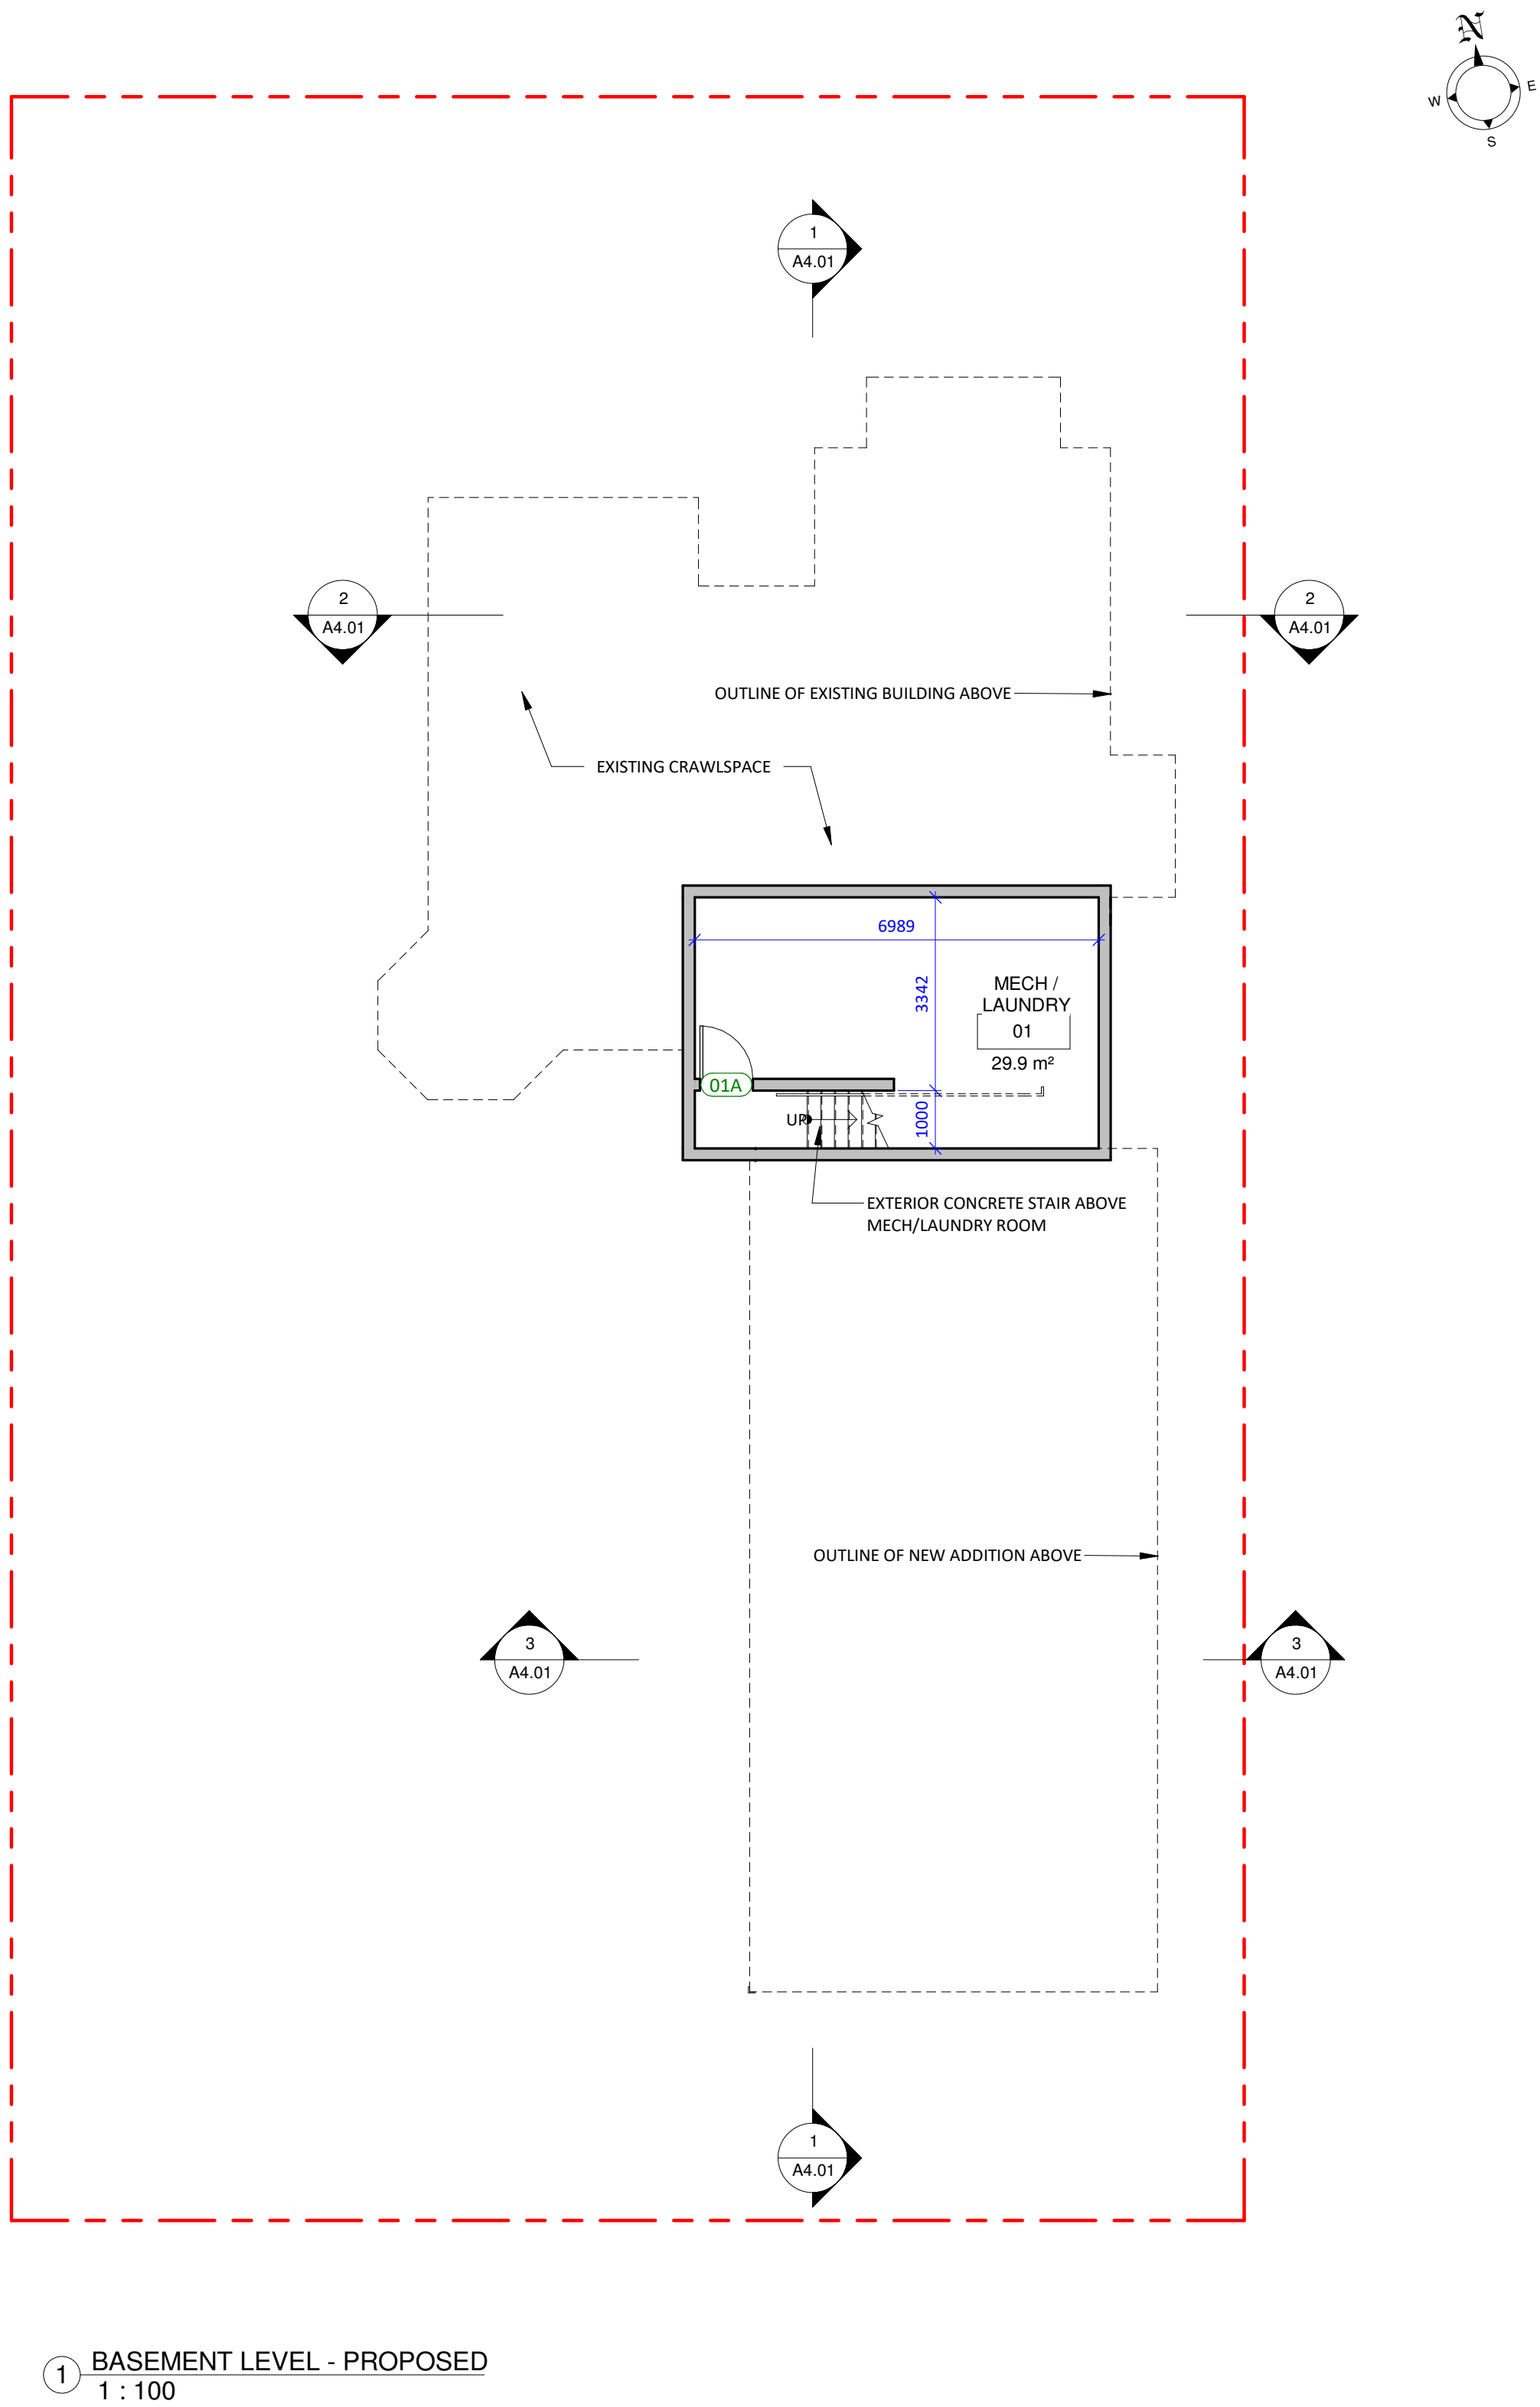 N
W
E
S
1
A4.01
2
A4.01
2
A4.01
OUTLINE OF EXISTING BUILDING ABOVE
EXISTING CRAWLSPACE
6989
3342
MECH /
LAUNDRY
01
29.9 m²
01A
1000
UP
EXTERIOR CONCRETE STAIR ABOVE
MECH/LAUNDRY ROOM
OUTLINE OF NEW ADDITION ABOVE
3
A4.01
3
A4.01
1
A4.01
1
BASEMENT LEVEL - PROPOSED
1 : 100